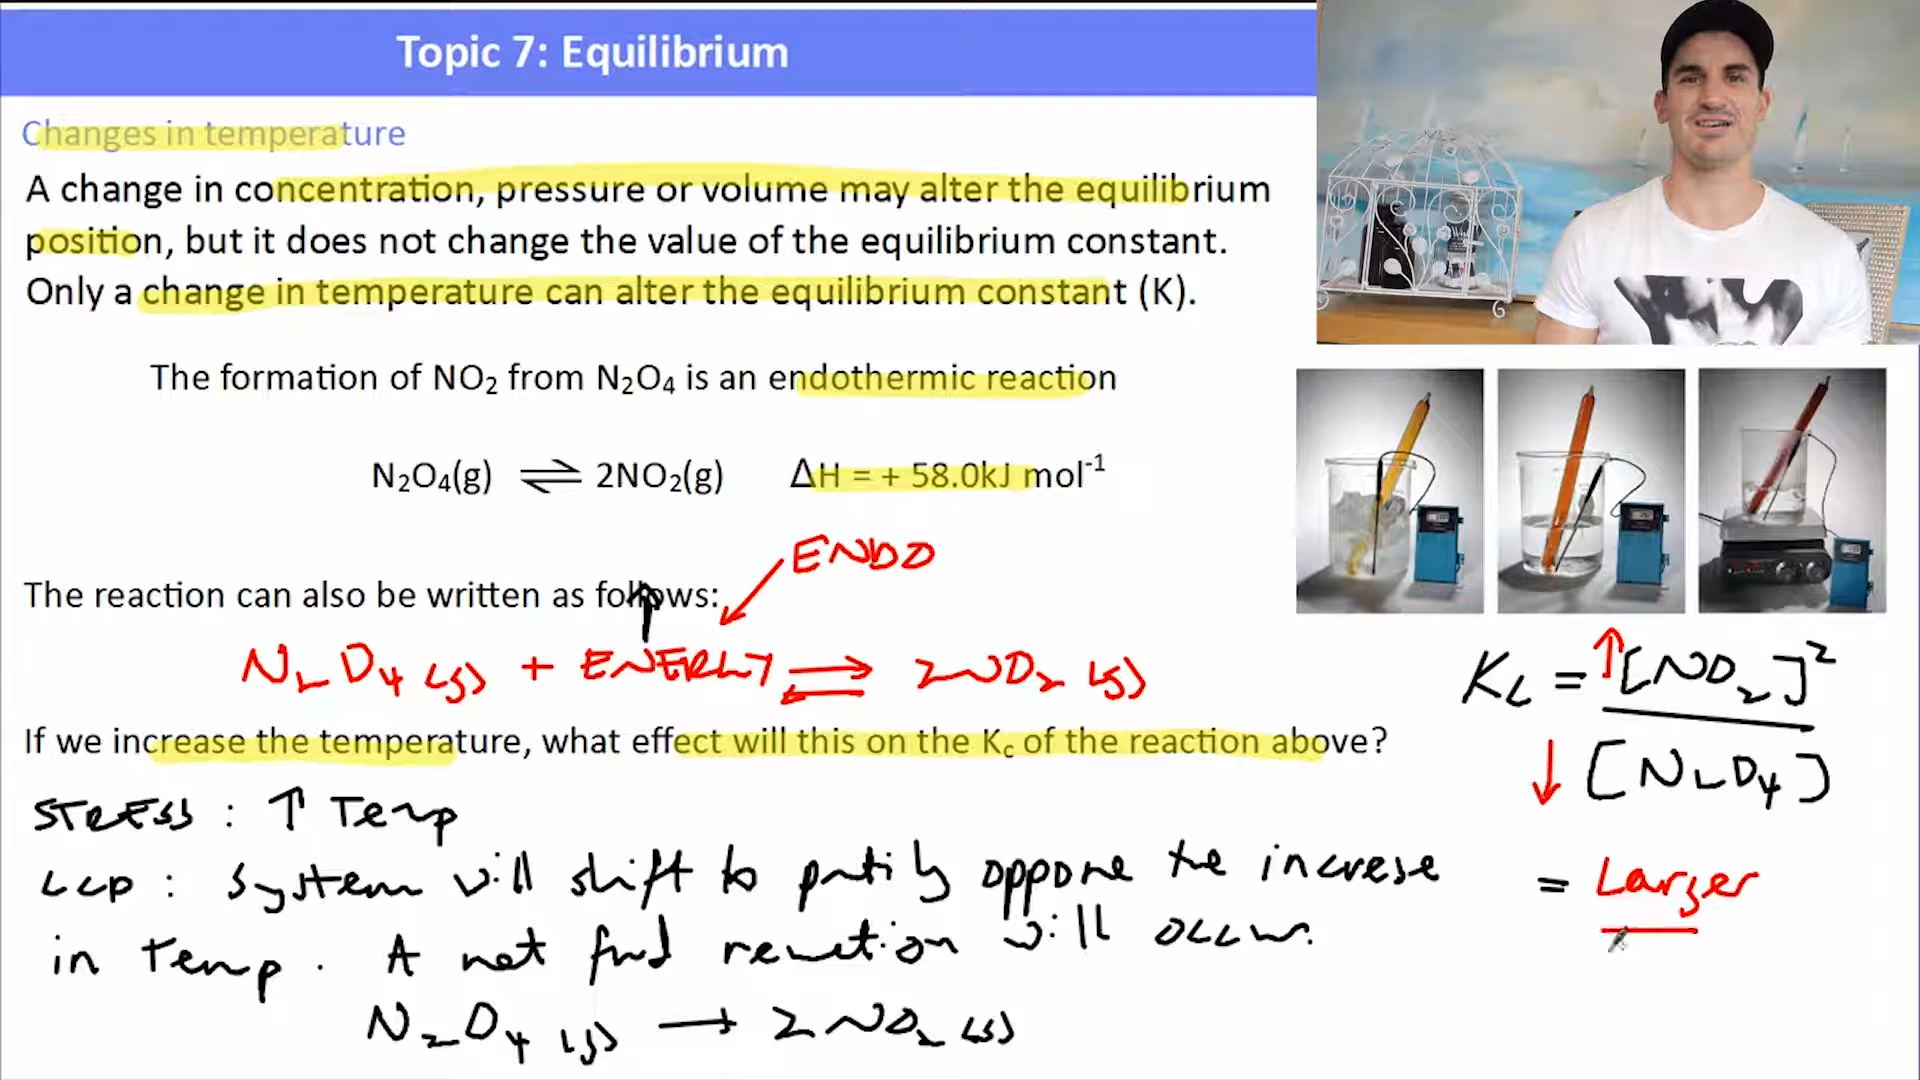 Topic 7: Equilibrium
Changes in temperature
A change in concentration, pressure or volume may alter the equilibrium
position, but it does not change the value of the equilibrium constant.
Only a change in temperature can alter the equilibrium constant (K).
The formation of NO₂ from N₂O₄ is an endothermic reaction
N₂O₄(g) ⇌ 2NO₂(g) ΔH = + 58.0kJ mol⁻¹
ENDO
The reaction can also be written as follows:
N₂O₄(g) + ENERGY ⇌ 2NO₂(g)
If we increase the temperature, what effect will this on the K꜀ of the reaction above?
STRESS : ↑ Temp
LCP : System will shift to partily oppose the increse
in Temp. A net fwd reaction will occur.
N₂O₄(g) → 2NO₂(g)
Kc = ↑[NO₂]²
↓ [N₂O₄]
= Larger